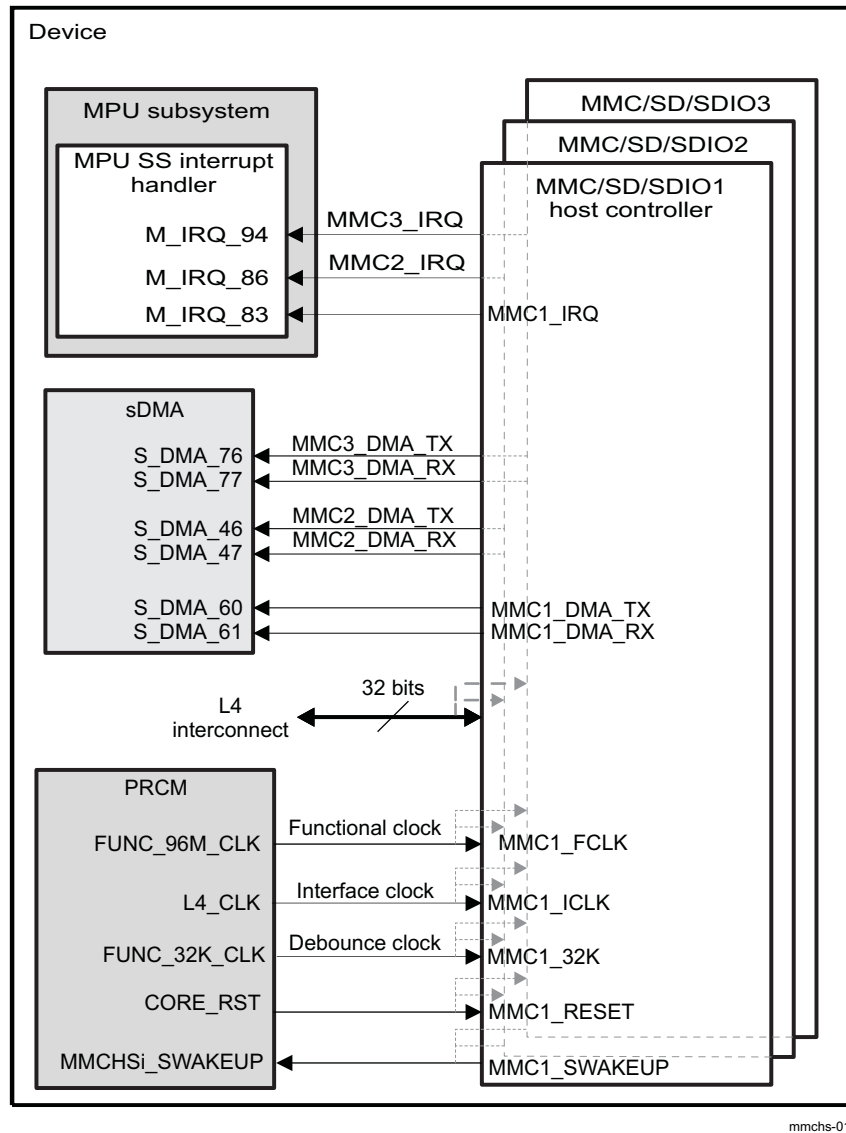 Device
MPU subsystem
MPU SS interrupt
handler
M_IRQ_94
M_IRQ_86
M_IRQ_83
MMC3_IRQ
MMC2_IRQ
MMC/SD/SDIO3
MMC/SD/SDIO2
MMC/SD/SDIO1
host controller
MMC1_IRQ
sDMA
S_DMA_76
S_DMA_77
S_DMA_46
S_DMA_47
S_DMA_60
S_DMA_61
MMC3_DMA_TX
MMC3_DMA_RX
MMC2_DMA_TX
MMC2_DMA_RX
MMC1_DMA_TX
MMC1_DMA_RX
L4
interconnect
32 bits
PRCM
FUNC_96M_CLK
Functional clock
MMC1_FCLK
L4_CLK
Interface clock
MMC1_ICLK
FUNC_32K_CLK
Debounce clock
MMC1_32K
CORE_RST
MMC1_RESET
MMCHSi_SWAKEUP
MMC1_SWAKEUP